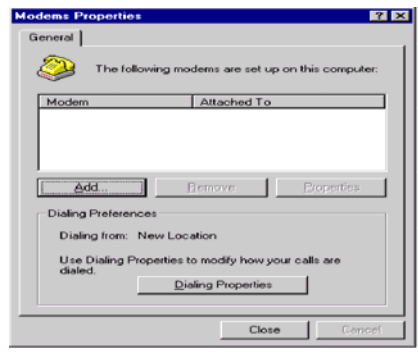 Modems Properties
General
The following modems are set up on this computer:
Modem Attached To
Add... Remove Properties
Dialing Preferences
Dialing from: New Location
Use Dialing Properties to modify how your calls are
dialed.
Dialing Properties
Close Cancel